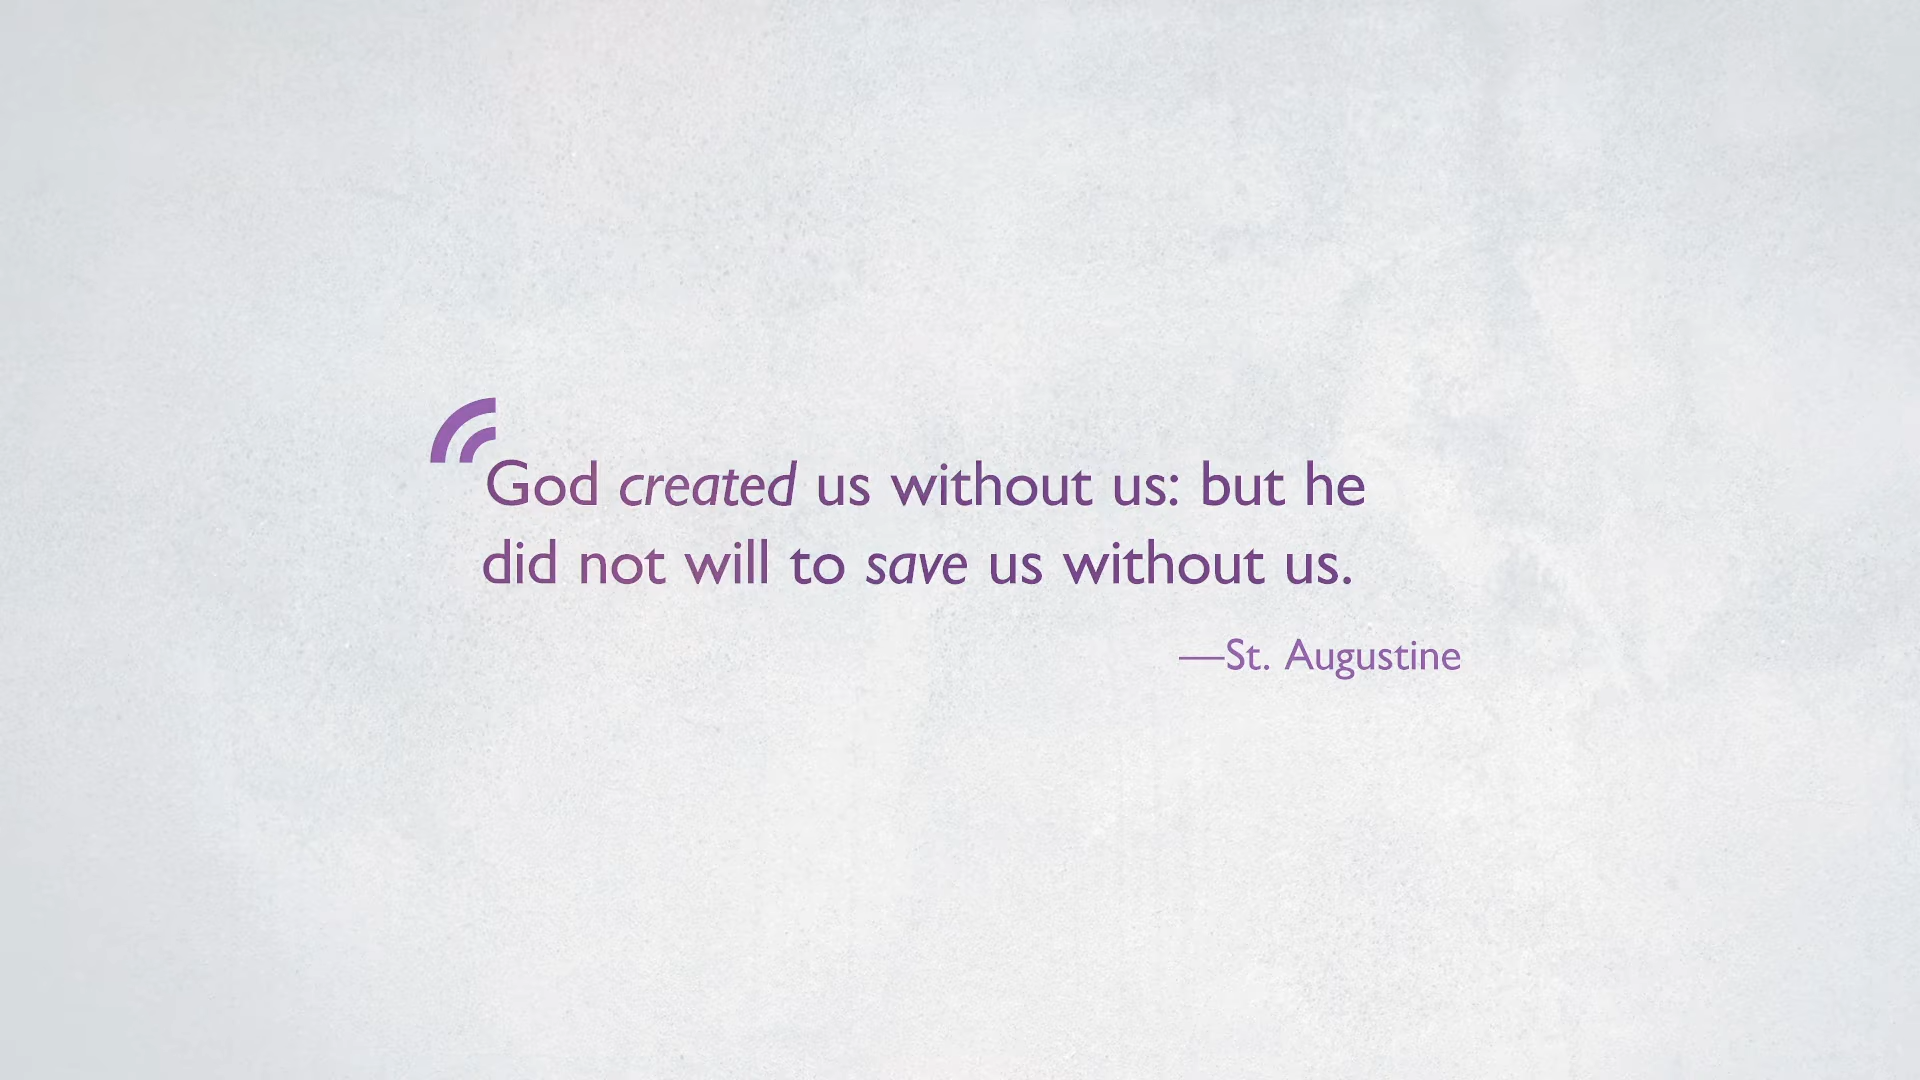 God created us without us: but he
did not will to save us without us.
—St. Augustine